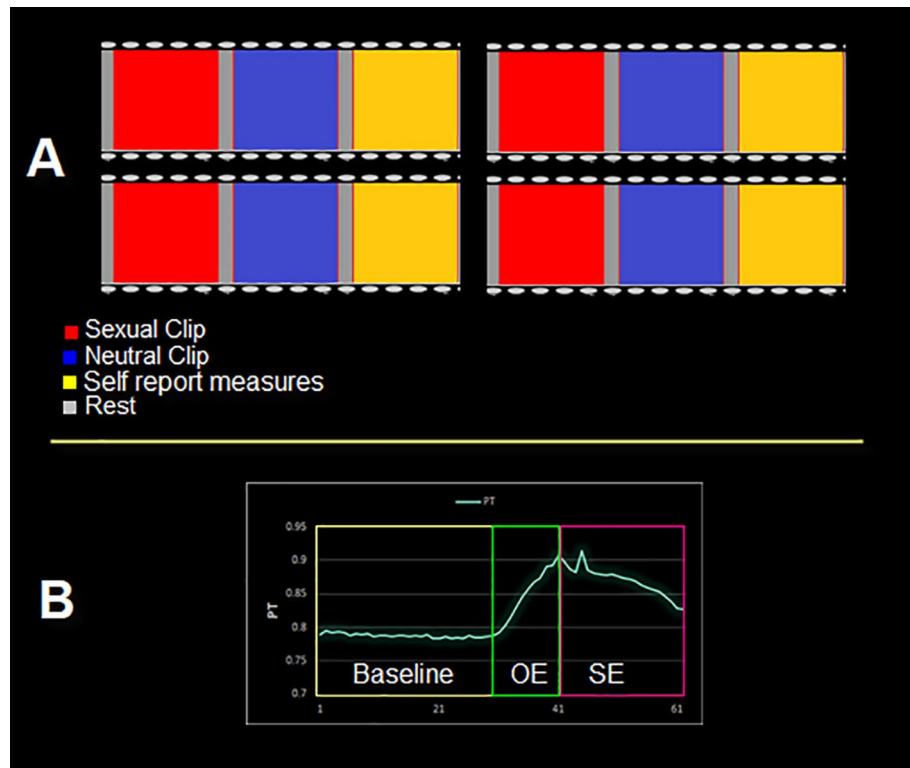 A
Sexual Clip
Neutral Clip
Self report measures
Rest
B
PT
0.95
0.9
0.85
0.8
0.75
0.7
PT
Baseline OE SE
1 21 41 61